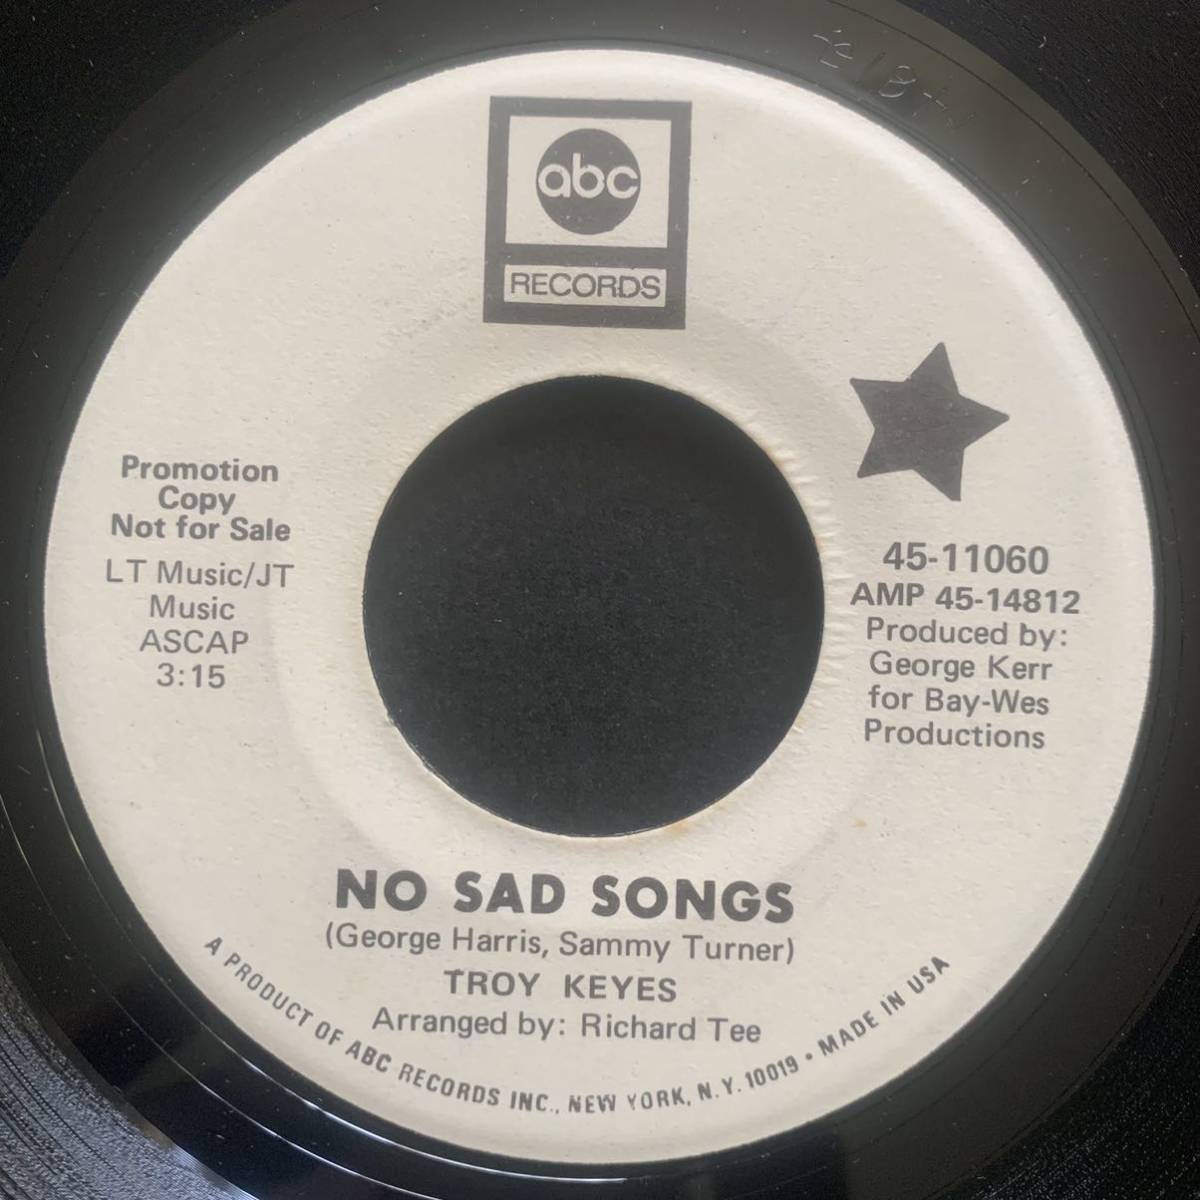 abc
RECORDS
Promotion
Copy
Not for Sale
LT Music/JT
Music
ASCAP
3:15
45-11060
AMP 45-14812
Produced by:
George Kerr
for Bay-Wes
Productions
NO SAD SONGS
(George Harris, Sammy Turner)
TROY KEYES
Arranged by: Richard Tee
A PRODUCT OF ABC RECORDS INC., NEW YORK, N.Y. 10019 • MADE IN USA